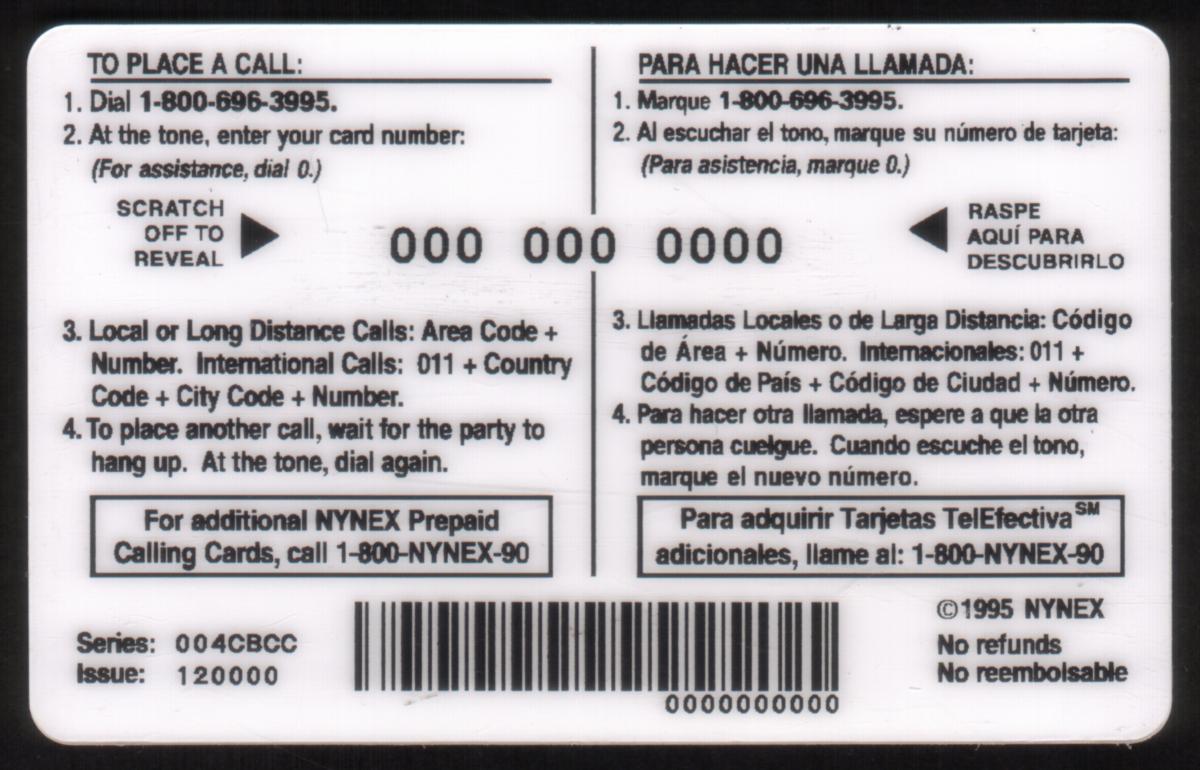 TO PLACE A CALL:
1. Dial 1-800-696-3995.
2. At the tone, enter your card number:
(For assistance, dial 0.)
SCRATCH
OFF TO
REVEAL
000 000 0000
3. Local or Long Distance Calls: Area Code +
Number. International Calls: 011 + Country
Code + City Code + Number.
4. To place another call, wait for the party to
hang up. At the tone, dial again.
For additional NYNEX Prepaid
Calling Cards, call 1-800-NYNEX-90
PARA HACER UNA LLAMADA:
1. Marque 1-800-696-3995.
2. Al escuchar el tono, marque su número de tarjeta:
(Para asistencia, marque 0.)
RASPE
AQUÍ PARA
DESCUBRIRLO
3. Llamadas Locales o de Larga Distancia: Código
de Área + Número. Internacionales: 011 +
Código de País + Código de Ciudad + Número.
4. Para hacer otra llamada, espere a que la otra
persona cuelgue. Cuando escuche el tono,
marque el nuevo número.
Para adquirir Tarjetas TelEfectiva℠
adicionales, llame al: 1-800-NYNEX-90
Series: 004CBCC
Issue: 120000
0000000000
©1995 NYNEX
No refunds
No reembolsable